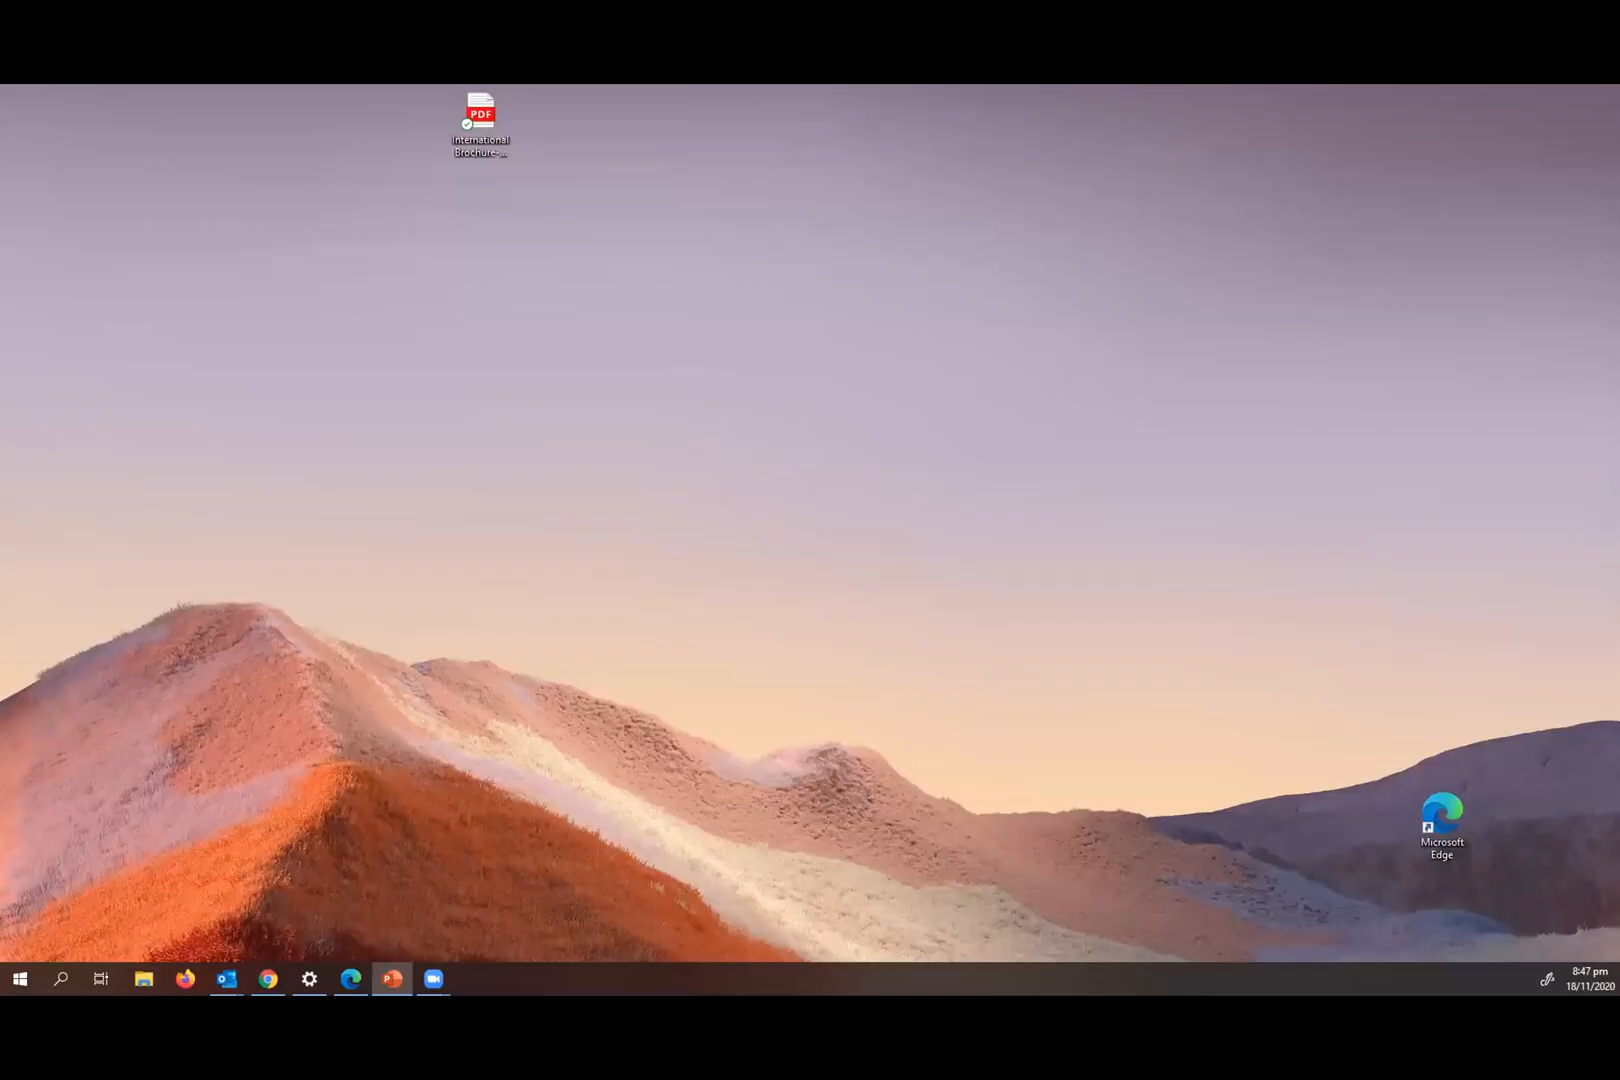 PDF
International
Brochure-...
Microsoft
Edge
8:47 pm
18/11/2020